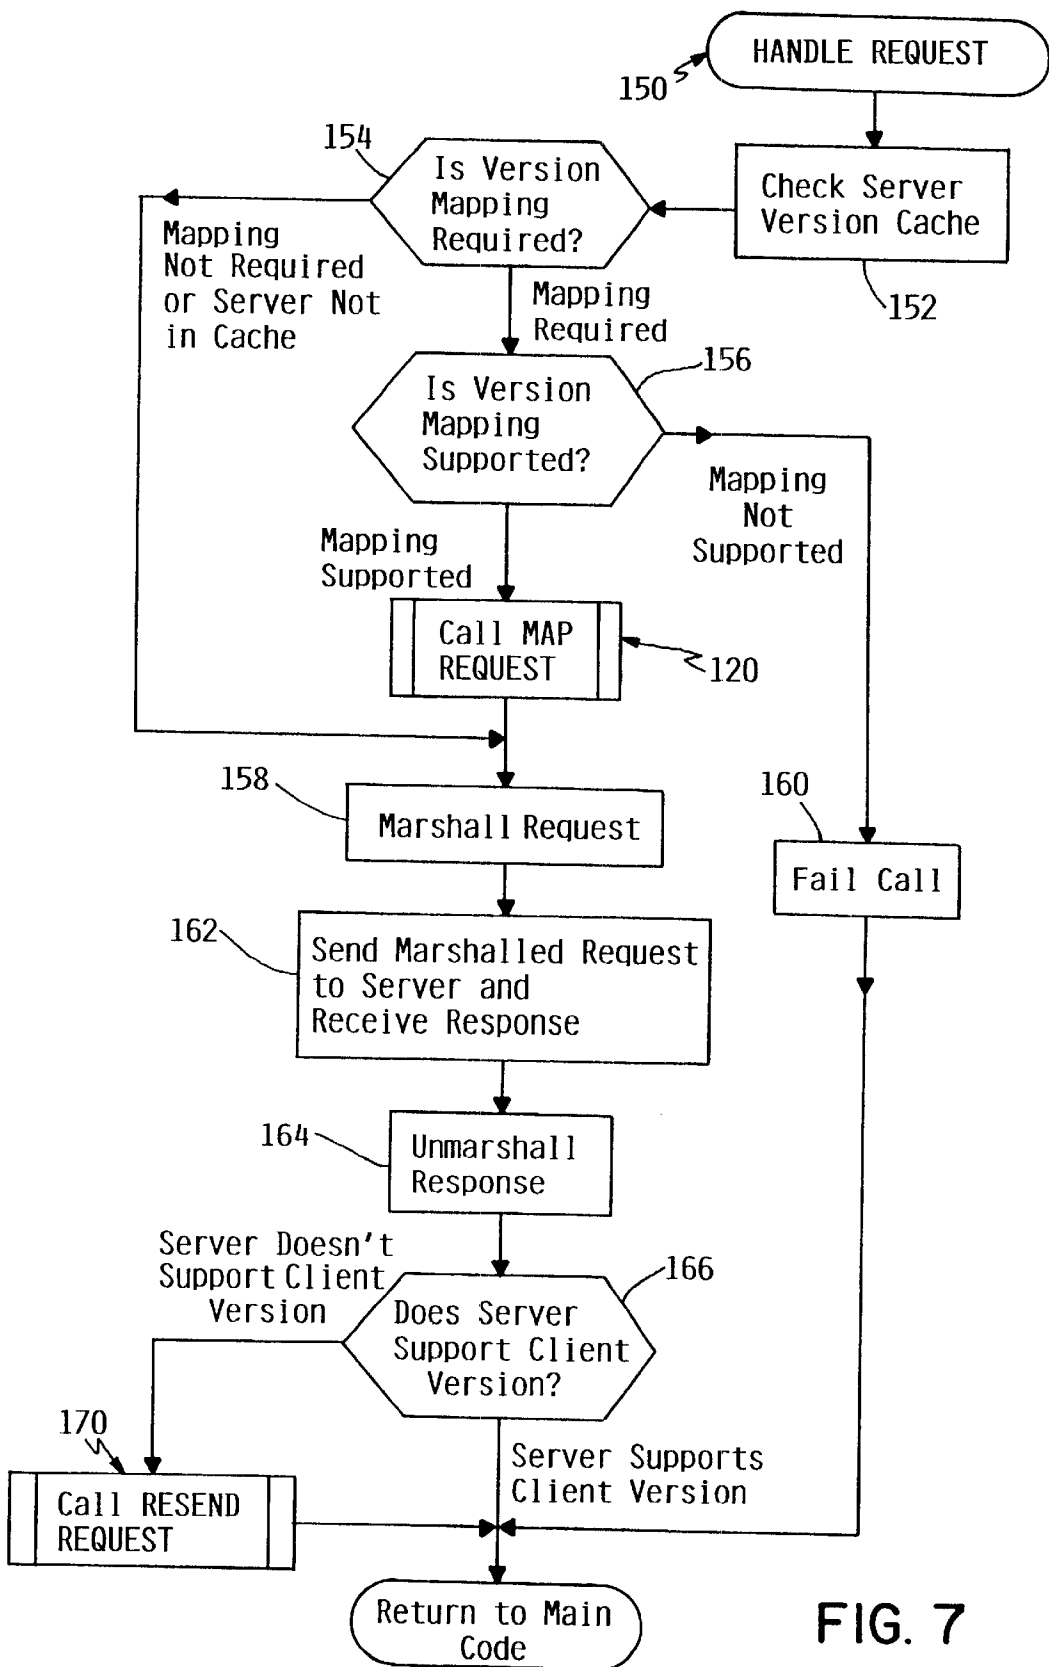 HANDLE REQUEST
150
154
Is Version
Mapping
Required?
Check Server
Version Cache
152
Mapping
Not Required
or Server Not
in Cache
Mapping
Required
156
Is Version
Mapping
Supported?
Mapping
Not
Supported
Mapping
Supported
Call MAP
REQUEST
120
158
Marshall Request
160
Fail Call
162
Send Marshalled Request
to Server and
Receive Response
164
Unmarshall
Response
Server Doesn't
Support Client
Version
166
Does Server
Support Client
Version?
170
Server Supports
Client Version
Call RESEND
REQUEST
Return to Main
Code
FIG. 7